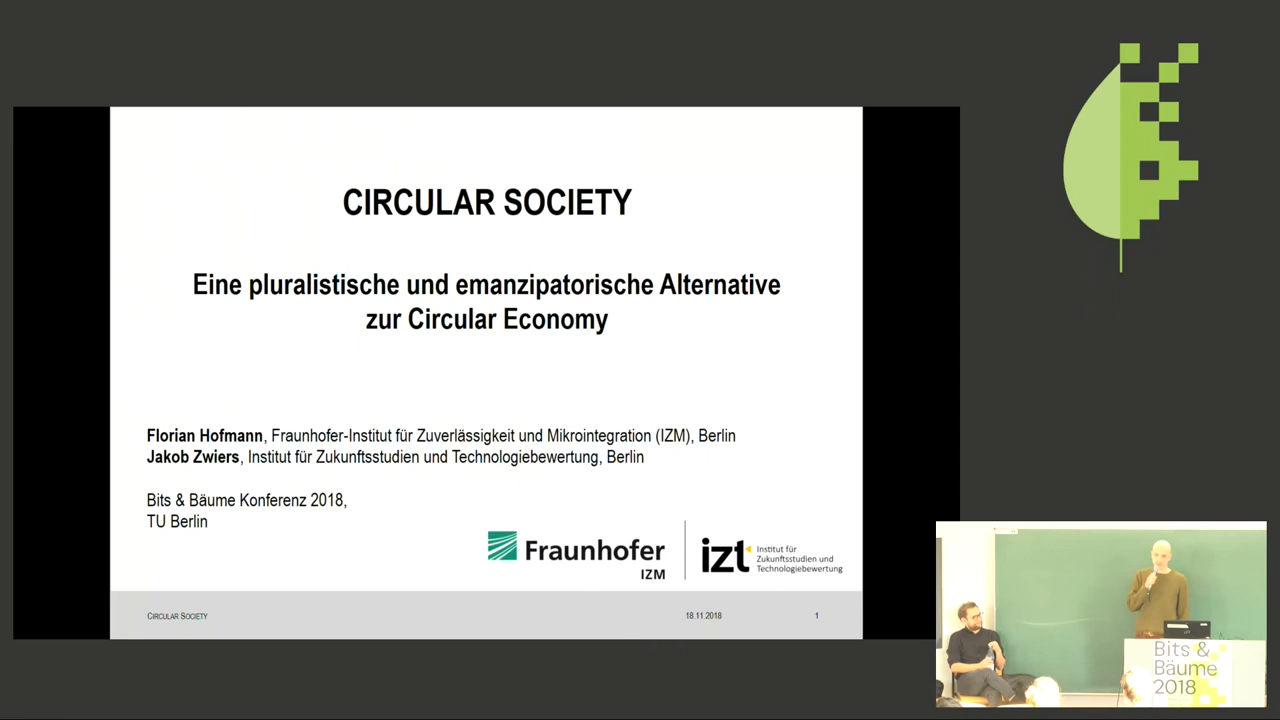 CIRCULAR SOCIETY
Eine pluralistische und emanzipatorische Alternative
zur Circular Economy
Florian Hofmann, Fraunhofer-Institut für Zuverlässigkeit und Mikrointegration (IZM), Berlin
Jakob Zwiers, Institut für Zukunftsstudien und Technologiebewertung, Berlin
Bits & Bäume Konferenz 2018,
TU Berlin
Fraunhofer
IZM
izt
Institut für
Zukunftsstudien und
Technologiebewertung
CIRCULAR SOCIETY
18.11.2018
1
Bits &
Bäume
2018